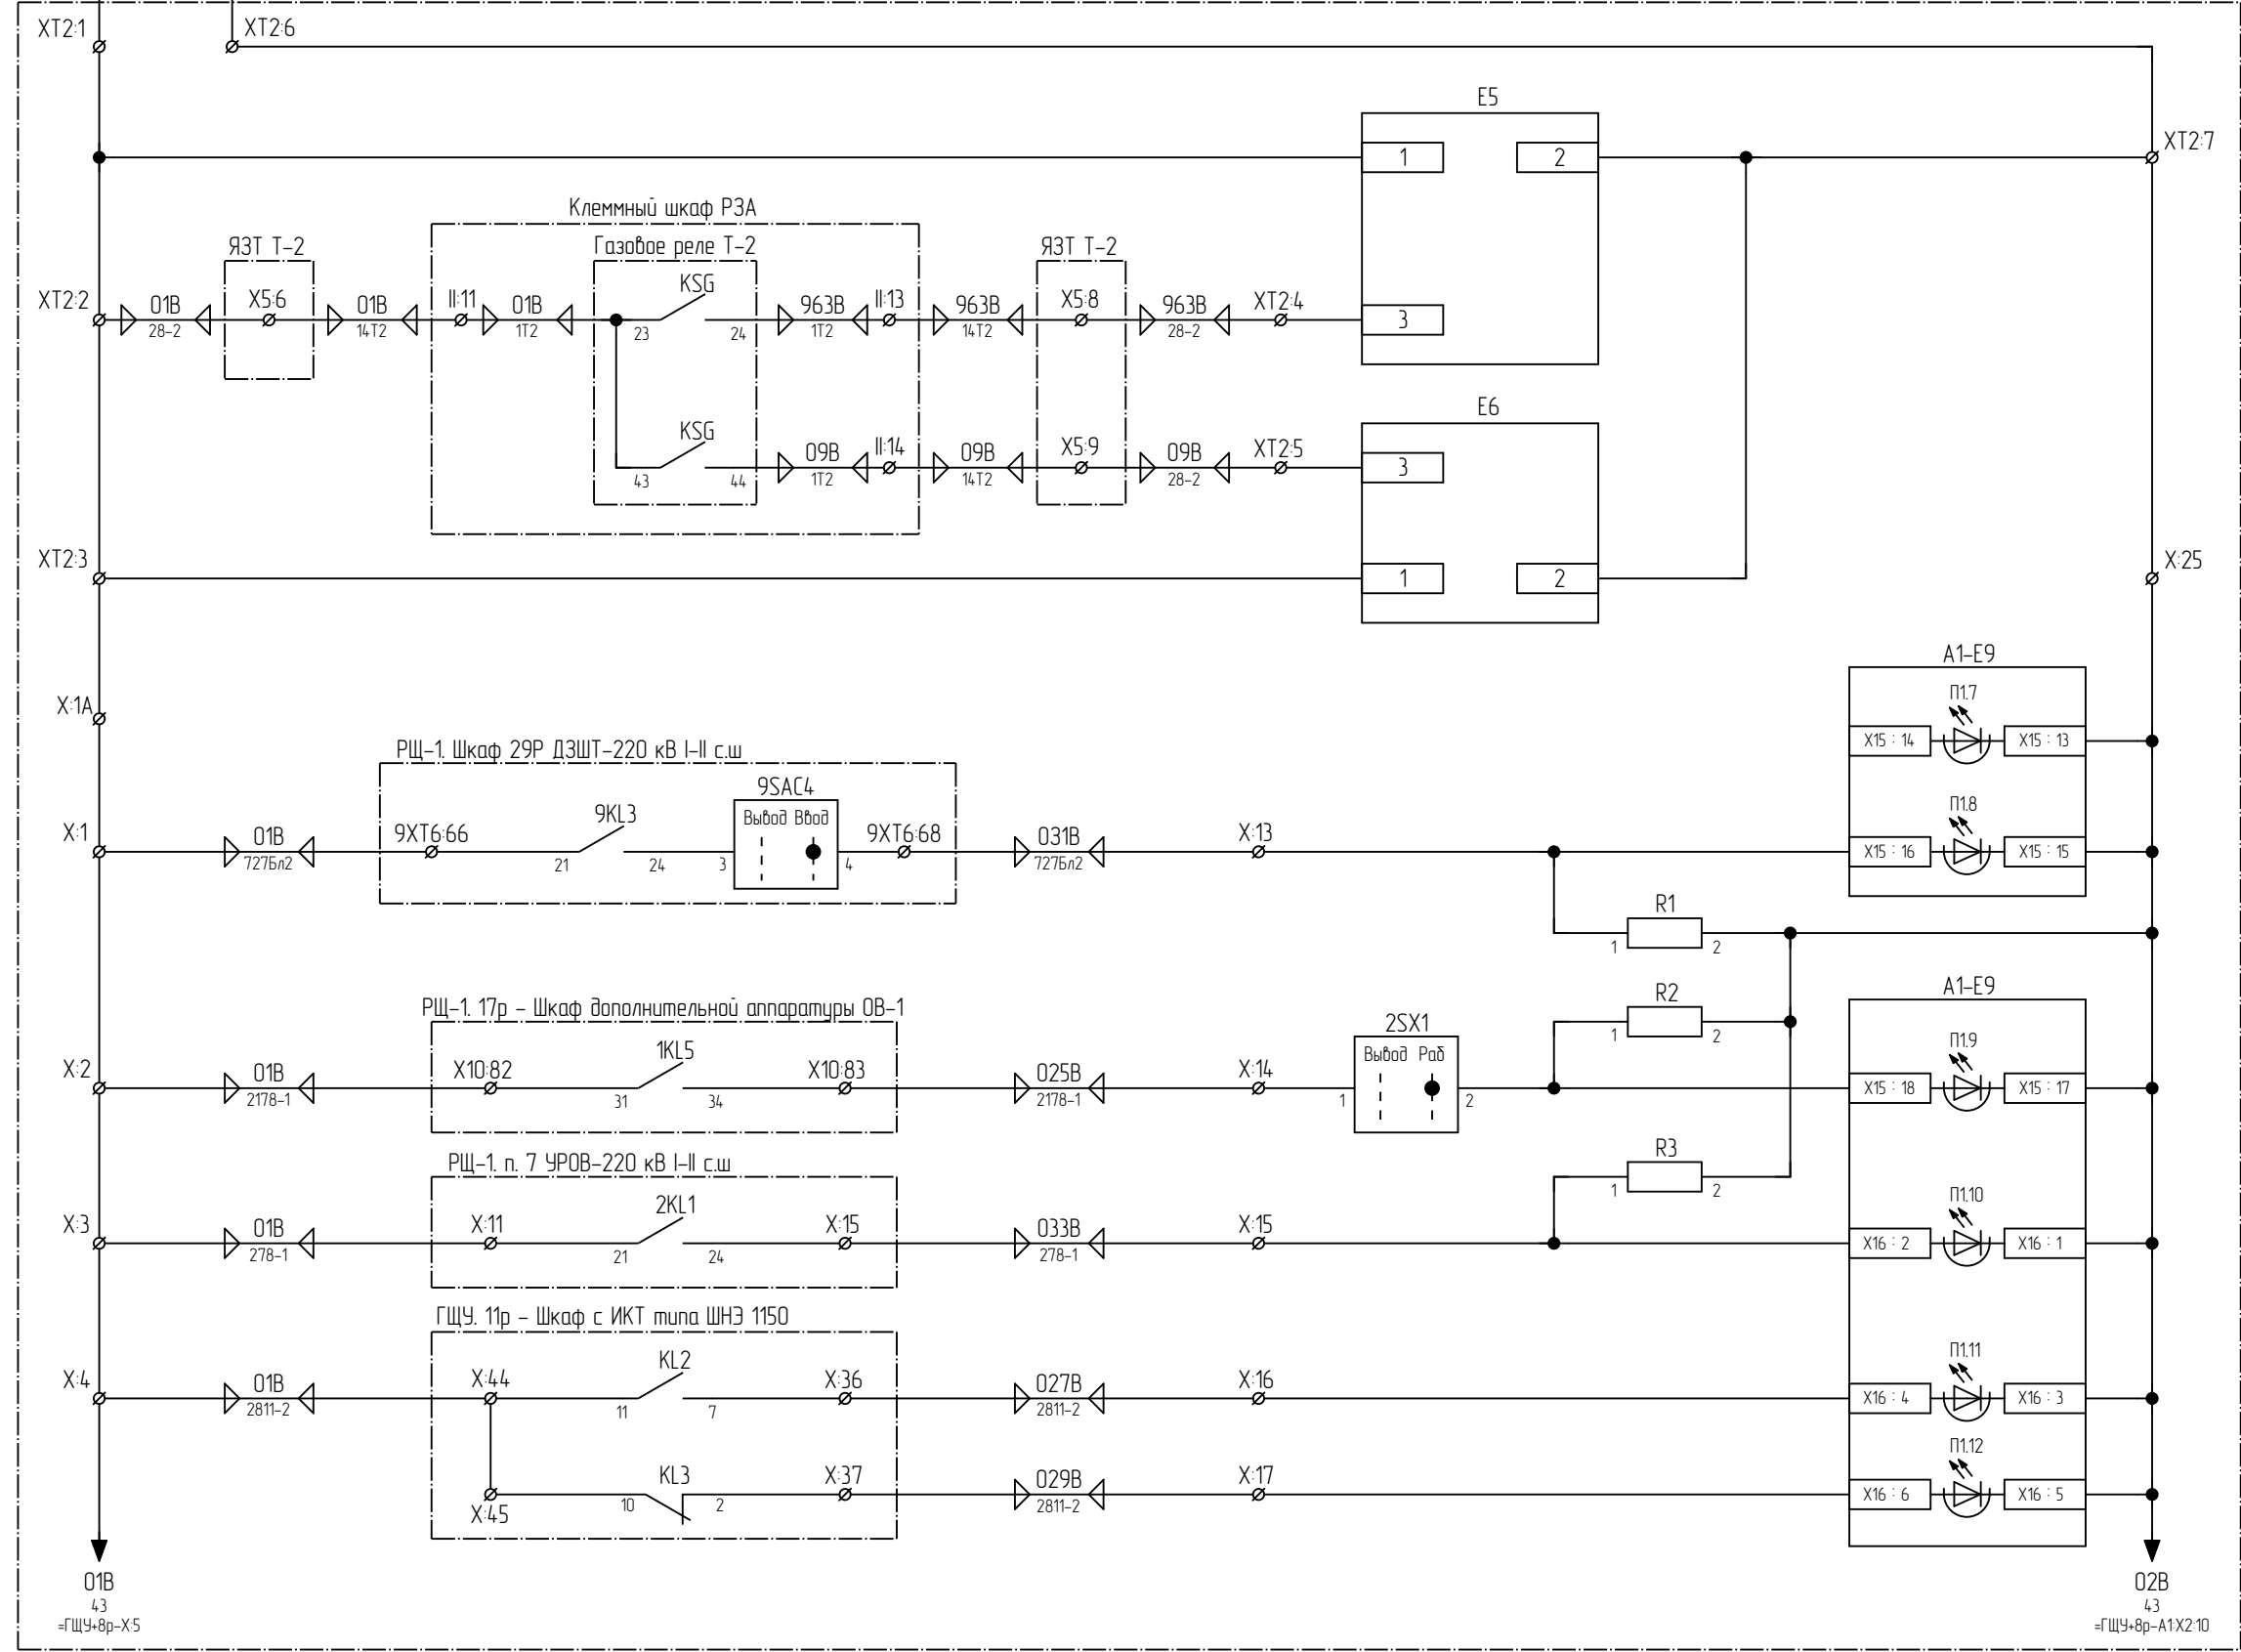 XT2:1
XT2:6
E5
1
2
XT2:7
Клеммный шкаф РЗА
ЯЗТ Т-2
Газовое реле Т-2
ЯЗТ Т-2
XT2:2
01В
28-2
X5:6
01В
14Т2
II:11
01В
1Т2
KSG
23
24
963В
1Т2
II:13
963В
14Т2
X5:8
963В
28-2
XT2:4
3
E6
KSG
43
44
09В
1Т2
II:14
09В
14Т2
X5:9
09В
28-2
XT2:5
3
XT2:3
1
2
X:25
X:1А
А1-Е9
П1.7
X15 : 14
X15 : 13
П1.8
X15 : 16
X15 : 15
РЩ-1. Шкаф 29Р ДЗШТ-220 кВ I-II с.ш
X:1
01В
727Бл2
9XT6:66
9KL3
21
24
9SAC4
Вывод Ввод
3
4
9XT6:68
031В
727Бл2
X:13
R1
1
2
R2
1
2
РЩ-1. 17р - Шкаф дополнительной аппаратуры ОВ-1
X:2
01В
2178-1
X10:82
1KL5
31
34
X10:83
025В
2178-1
X:14
2SX1
Вывод Раб
1
2
А1-Е9
П1.9
X15 : 18
X15 : 17
R3
1
2
РЩ-1. п. 7 УРОВ-220 кВ I-II с.ш
X:3
01В
278-1
X:11
2KL1
21
24
X:15
033В
278-1
X:15
П1.10
X16 : 2
X16 : 1
ГЩУ. 11р - Шкаф с ИКТ типа ШНЭ 1150
X:4
01В
2811-2
X:44
KL2
11
7
X:36
027В
2811-2
X:16
П1.11
X16 : 4
X16 : 3
X:45
KL3
10
2
X:37
029В
2811-2
X:17
П1.12
X16 : 6
X16 : 5
01В
43
=ГЩУ+8р-X:5
02В
43
=ГЩУ+8р-А1:X2:10